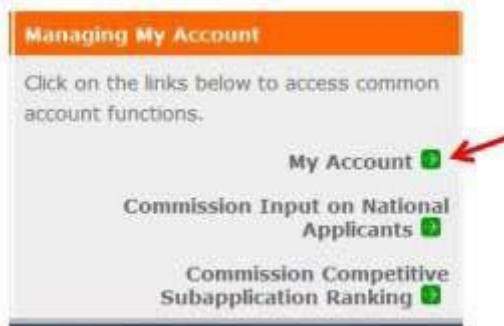 Managing My Account
Click on the links below to access common
account functions.
My Account
Commission Input on National
Applicants
Commission Competitive
Subapplication Ranking